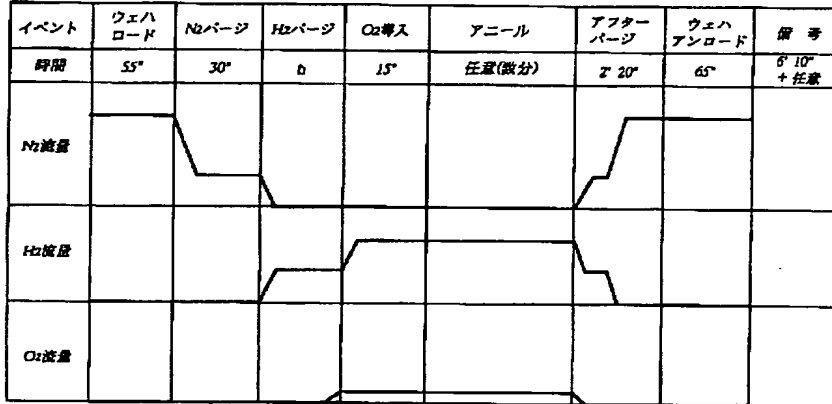 イベント
ウェハ
ロード
N2パージ
H2パージ
O2導入
アニール
アフター
パージ
ウェハ
アンロード
備 考
時間
55"
30"
15"
任意(数分)
2' 20"
65"
6' 10"
+ 任意
N2流量
H2流量
O2流量